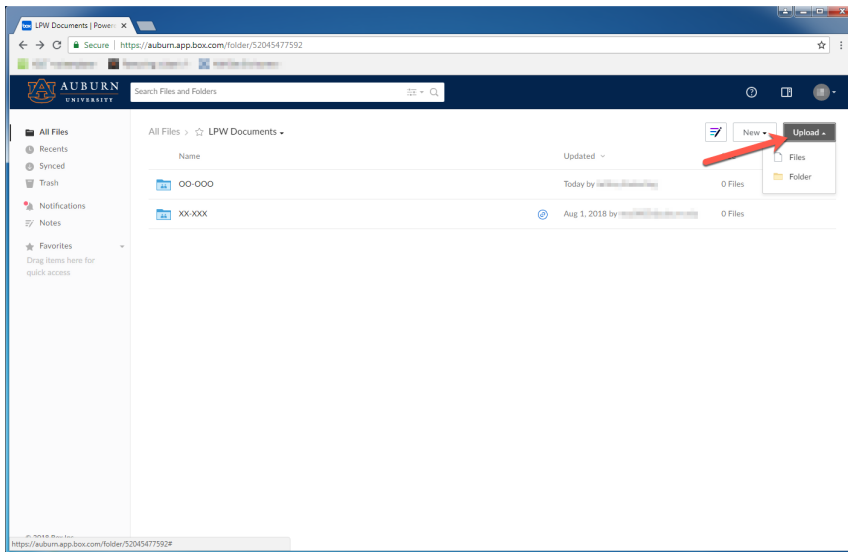 box LPW Documents | Power
Secure | https://auburn.app.box.com/folder/52045477592
AUBURN
UNIVERSITY
Search Files and Folders
All Files
Recents
Synced
Trash
Notifications
Notes
Favorites
Drag items here for
quick access
All Files > LPW Documents
New
Upload
Files
Folder
Name
Updated
OO-OOO
Today by
0 Files
XX-XXX
Aug 1, 2018 by
0 Files
https://auburn.app.box.com/folder/52045477592#